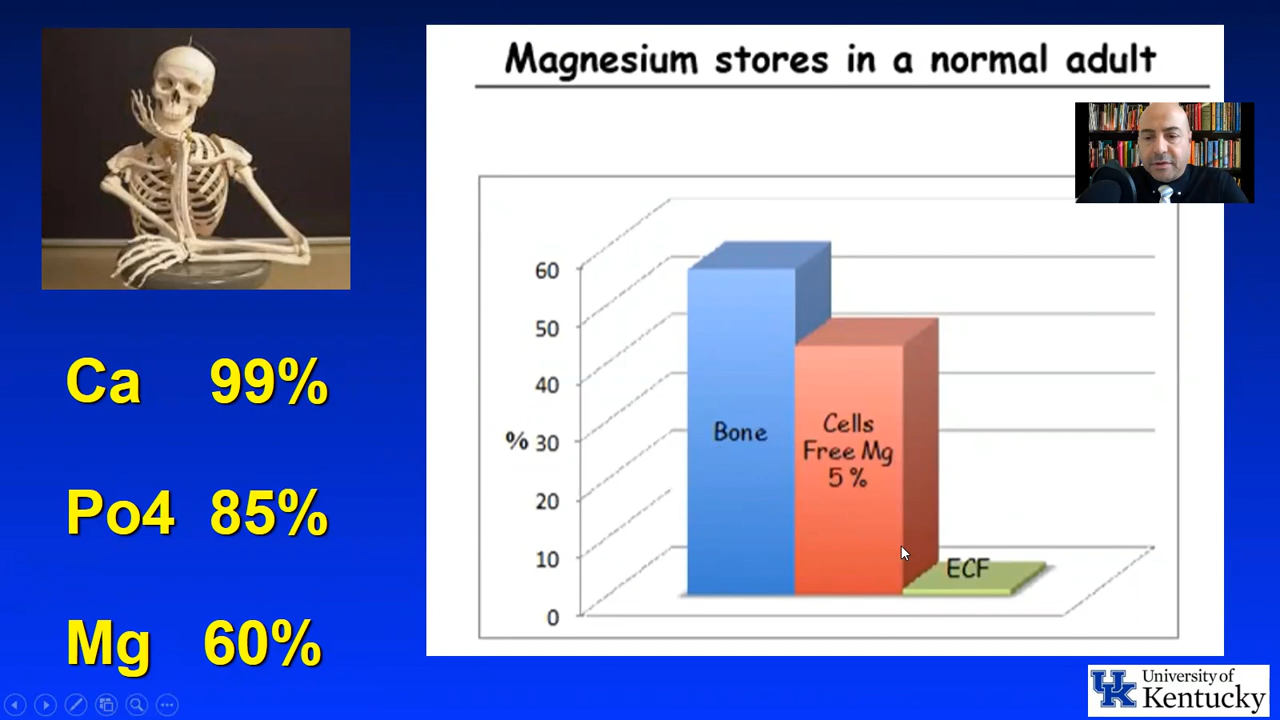 Magnesium stores in a normal adult
Ca 99%
Po4 85%
Mg 60%
60
50
40
% 30
20
10
0
Bone
Cells
Free Mg
5 %
ECF
UK University of
Kentucky